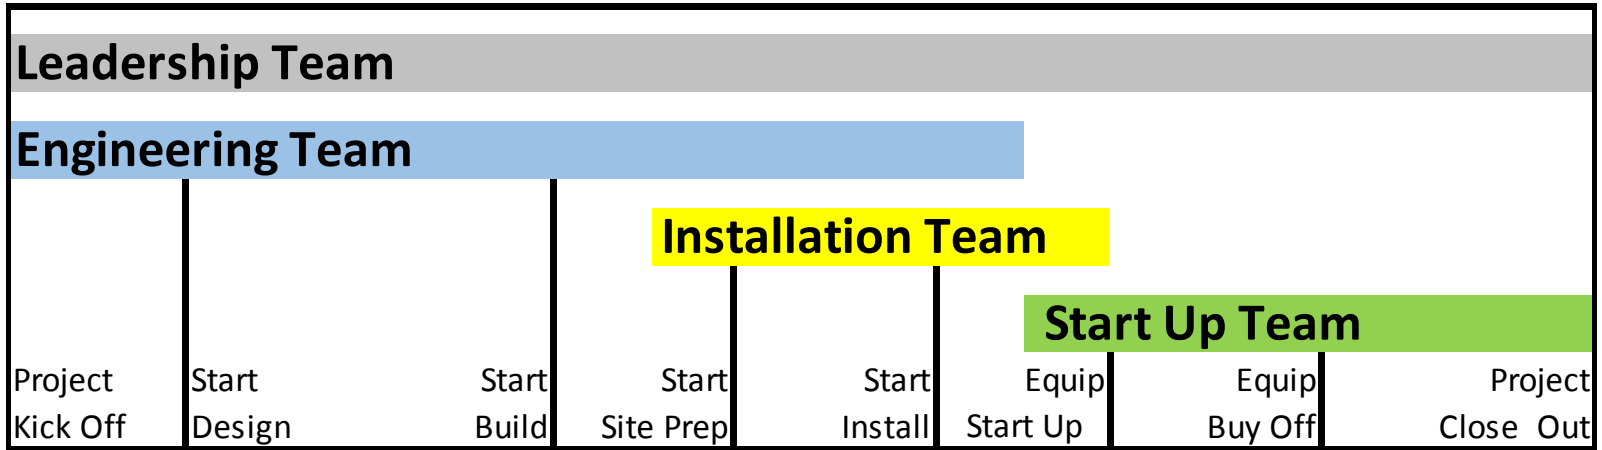 Leadership Team
Engineering Team
Installation Team
Start Up Team
Project Start Start Start Start Equip Equip Project
Kick Off Design Build Site Prep Install Start Up Buy Off Close Out